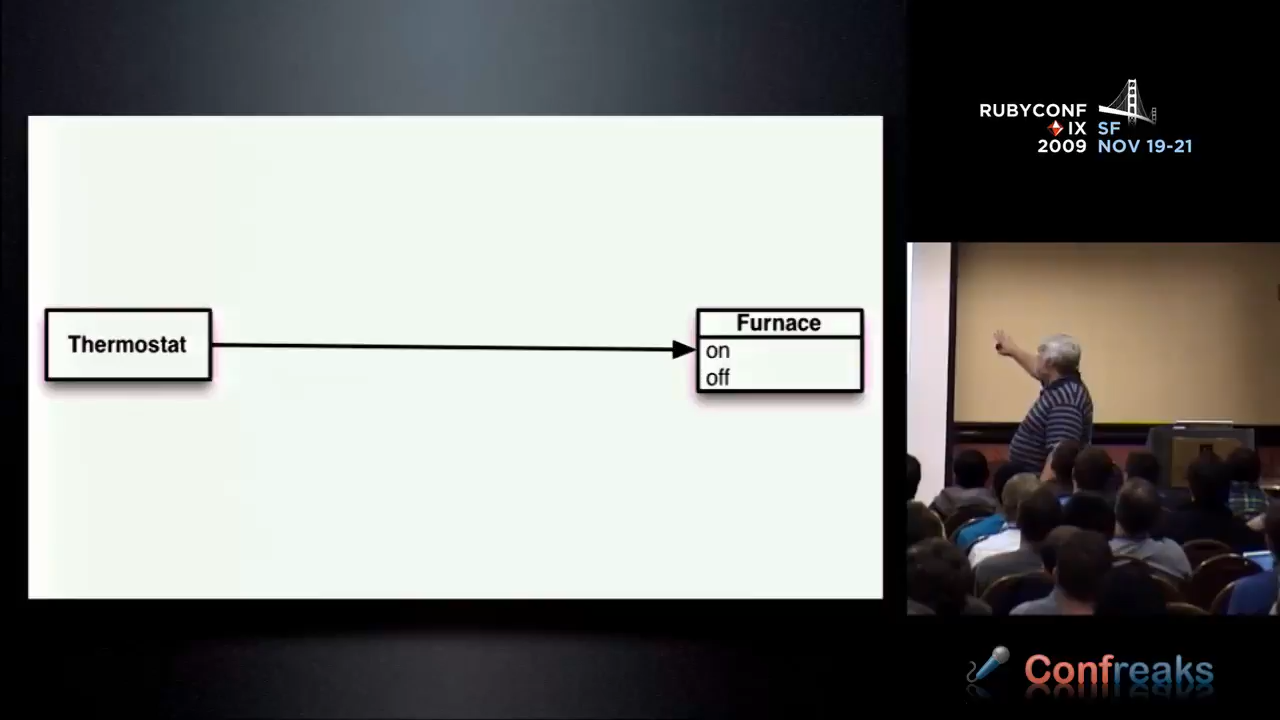 Thermostat
Furnace
on
off
RUBYCONF
IX SF
2009 NOV 19-21
Confreaks